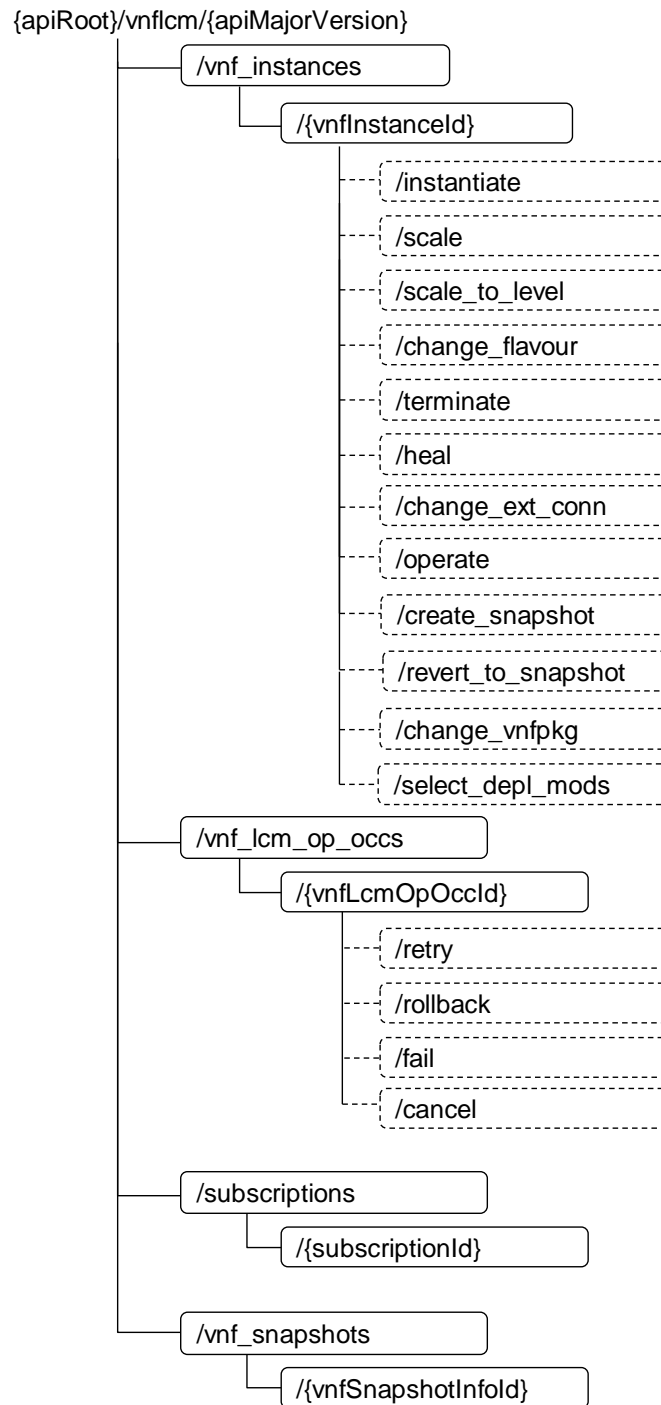 {apiRoot}/vnflcm/{apiMajorVersion}
/vnf_instances
/{vnfInstanceId}
/instantiate
/scale
/scale_to_level
/change_flavour
/terminate
/heal
/change_ext_conn
/operate
/create_snapshot
/revert_to_snapshot
/change_vnfpkg
/select_depl_mods
/vnf_lcm_op_occs
/{vnfLcmOpOccId}
/retry
/rollback
/fail
/cancel
/subscriptions
/{subscriptionId}
/vnf_snapshots
/{vnfSnapshotInfoId}